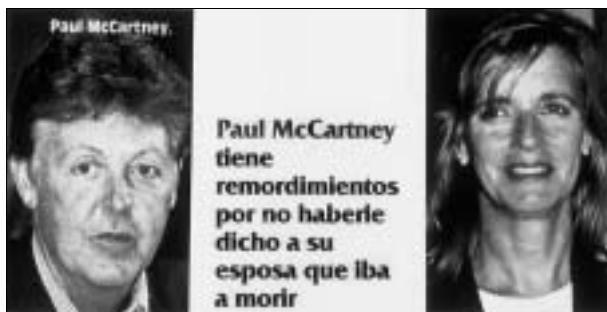 Paul McCartney.
Paul McCartney
tiene
remordimientos
por no haberle
dicho a su
esposa que iba
a morir